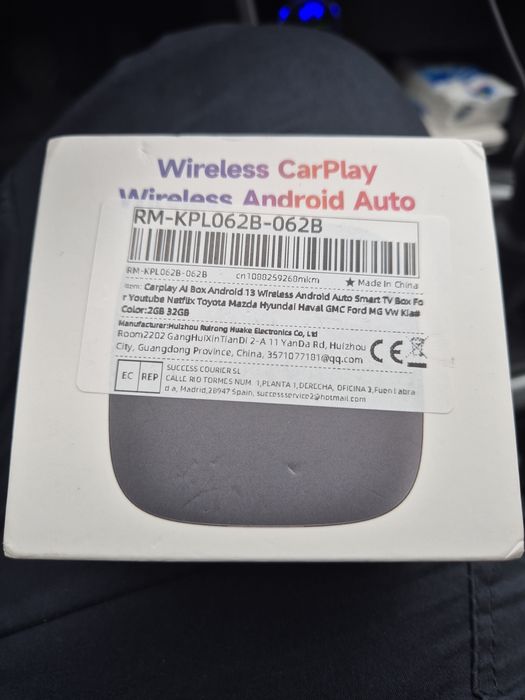 Wireless CarPlay
Wireless Android Auto
RM-KPL062B-062B
RM-KPL062B-062B cn1088259268mkm ★ Made In China
Item: Carplay AI Box Android 13 Wireless Android Auto Smart TV Box Fo
r Youtube Netflix Toyota Mazda Hyundai Haval GMC Ford MG VW Kia※
Color:2GB 32GB
Manufacturer:Huizhou Ruirong Huake Electronics Co, Ltd
Room2202 GangHuiXinTianDi 2-A 11 YanDa Rd, Huizhou
City, Guangdong Province, China, 3571077181@qq.com
CE
EC REP
SUCCESS COURIER SL
CALLE RIO TORMES NUM. 1,PLANTA 1,DERECHA, OFICINA 3,Fuenlabra
d a, Madrid,28947 Spain, successservice2@hotmail.com